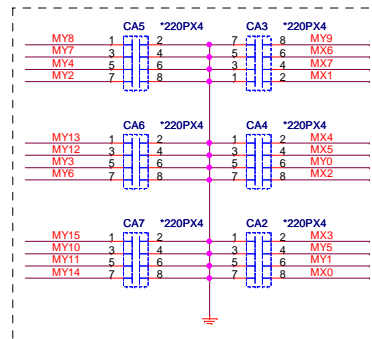 CA5 *220PX4 CA3 *220PX4
MY8 1 2 7 8 MY9
MY7 3 4 5 6 MX6
MY4 5 6 3 4 MX7
MY2 7 8 1 2 MX1
CA6 *220PX4 CA4 *220PX4
MY13 1 2 1 2 MX4
MY12 3 4 3 4 MX5
MY3 5 6 5 6 MY0
MY6 7 8 7 8 MX2
CA7 *220PX4 CA2 *220PX4
MY15 1 2 1 2 MX3
MY10 3 4 3 4 MY5
MY11 5 6 5 6 MY1
MY14 7 8 7 8 MX0